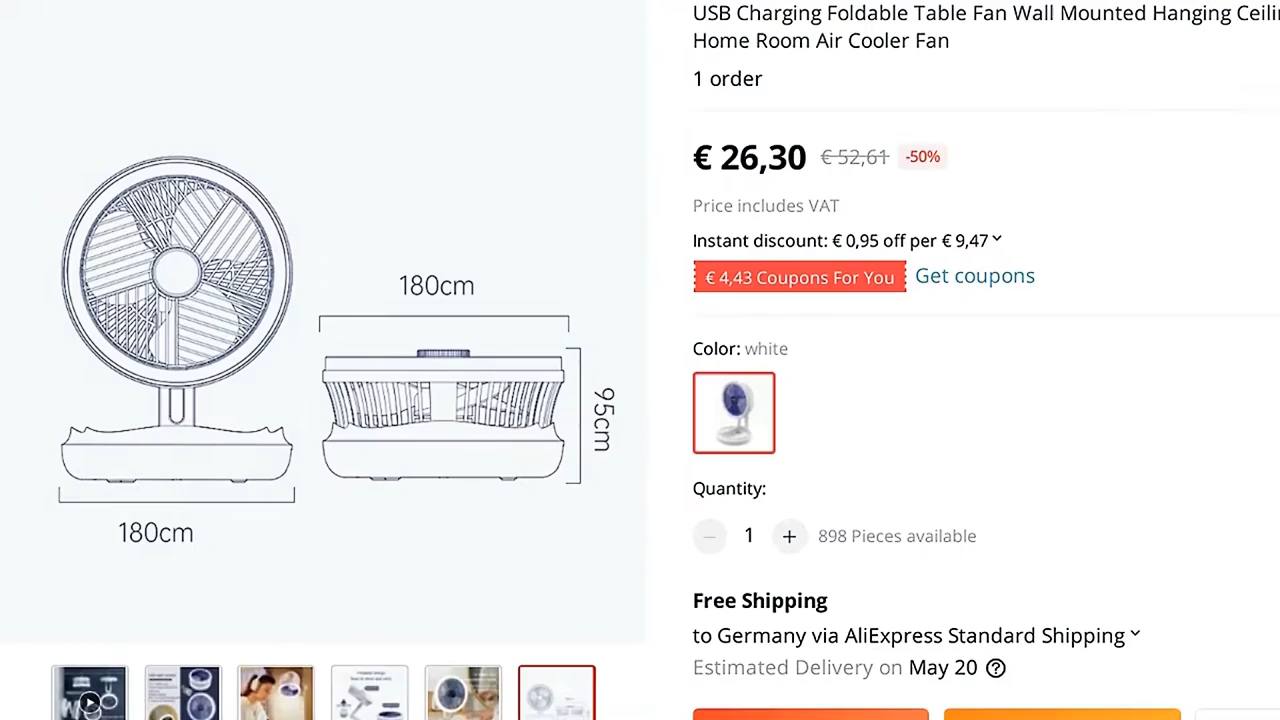 USB Charging Foldable Table Fan Wall Mounted Hanging
Home Room Air Cooler Fan
1 order
€ 26,30 € 52,61 -50%
Price includes VAT
Instant discount: € 0,95 off per € 9,47
€ 4,43 Coupons For You Get coupons
180cm
95cm
180cm
Color: white
Quantity:
1 898 Pieces available
Free Shipping
to Germany via AliExpress Standard Shipping
Estimated Delivery on May 20